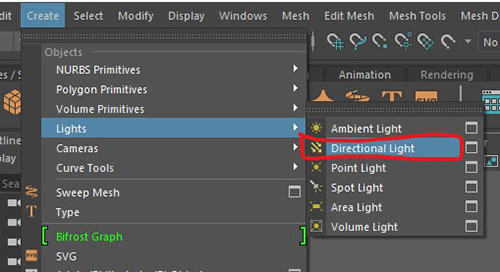 Create Select Modify Display Windows Mesh Edit Mesh Mesh Tools Mesh D
No
Objects
NURBS Primitives
Polygon Primitives
Volume Primitives
Lights
Cameras
Curve Tools
Sweep Mesh
Type
Bifrost Graph
SVG
Animation Rendering
SVG
Ambient Light
Directional Light
Point Light
Spot Light
Area Light
Volume Light